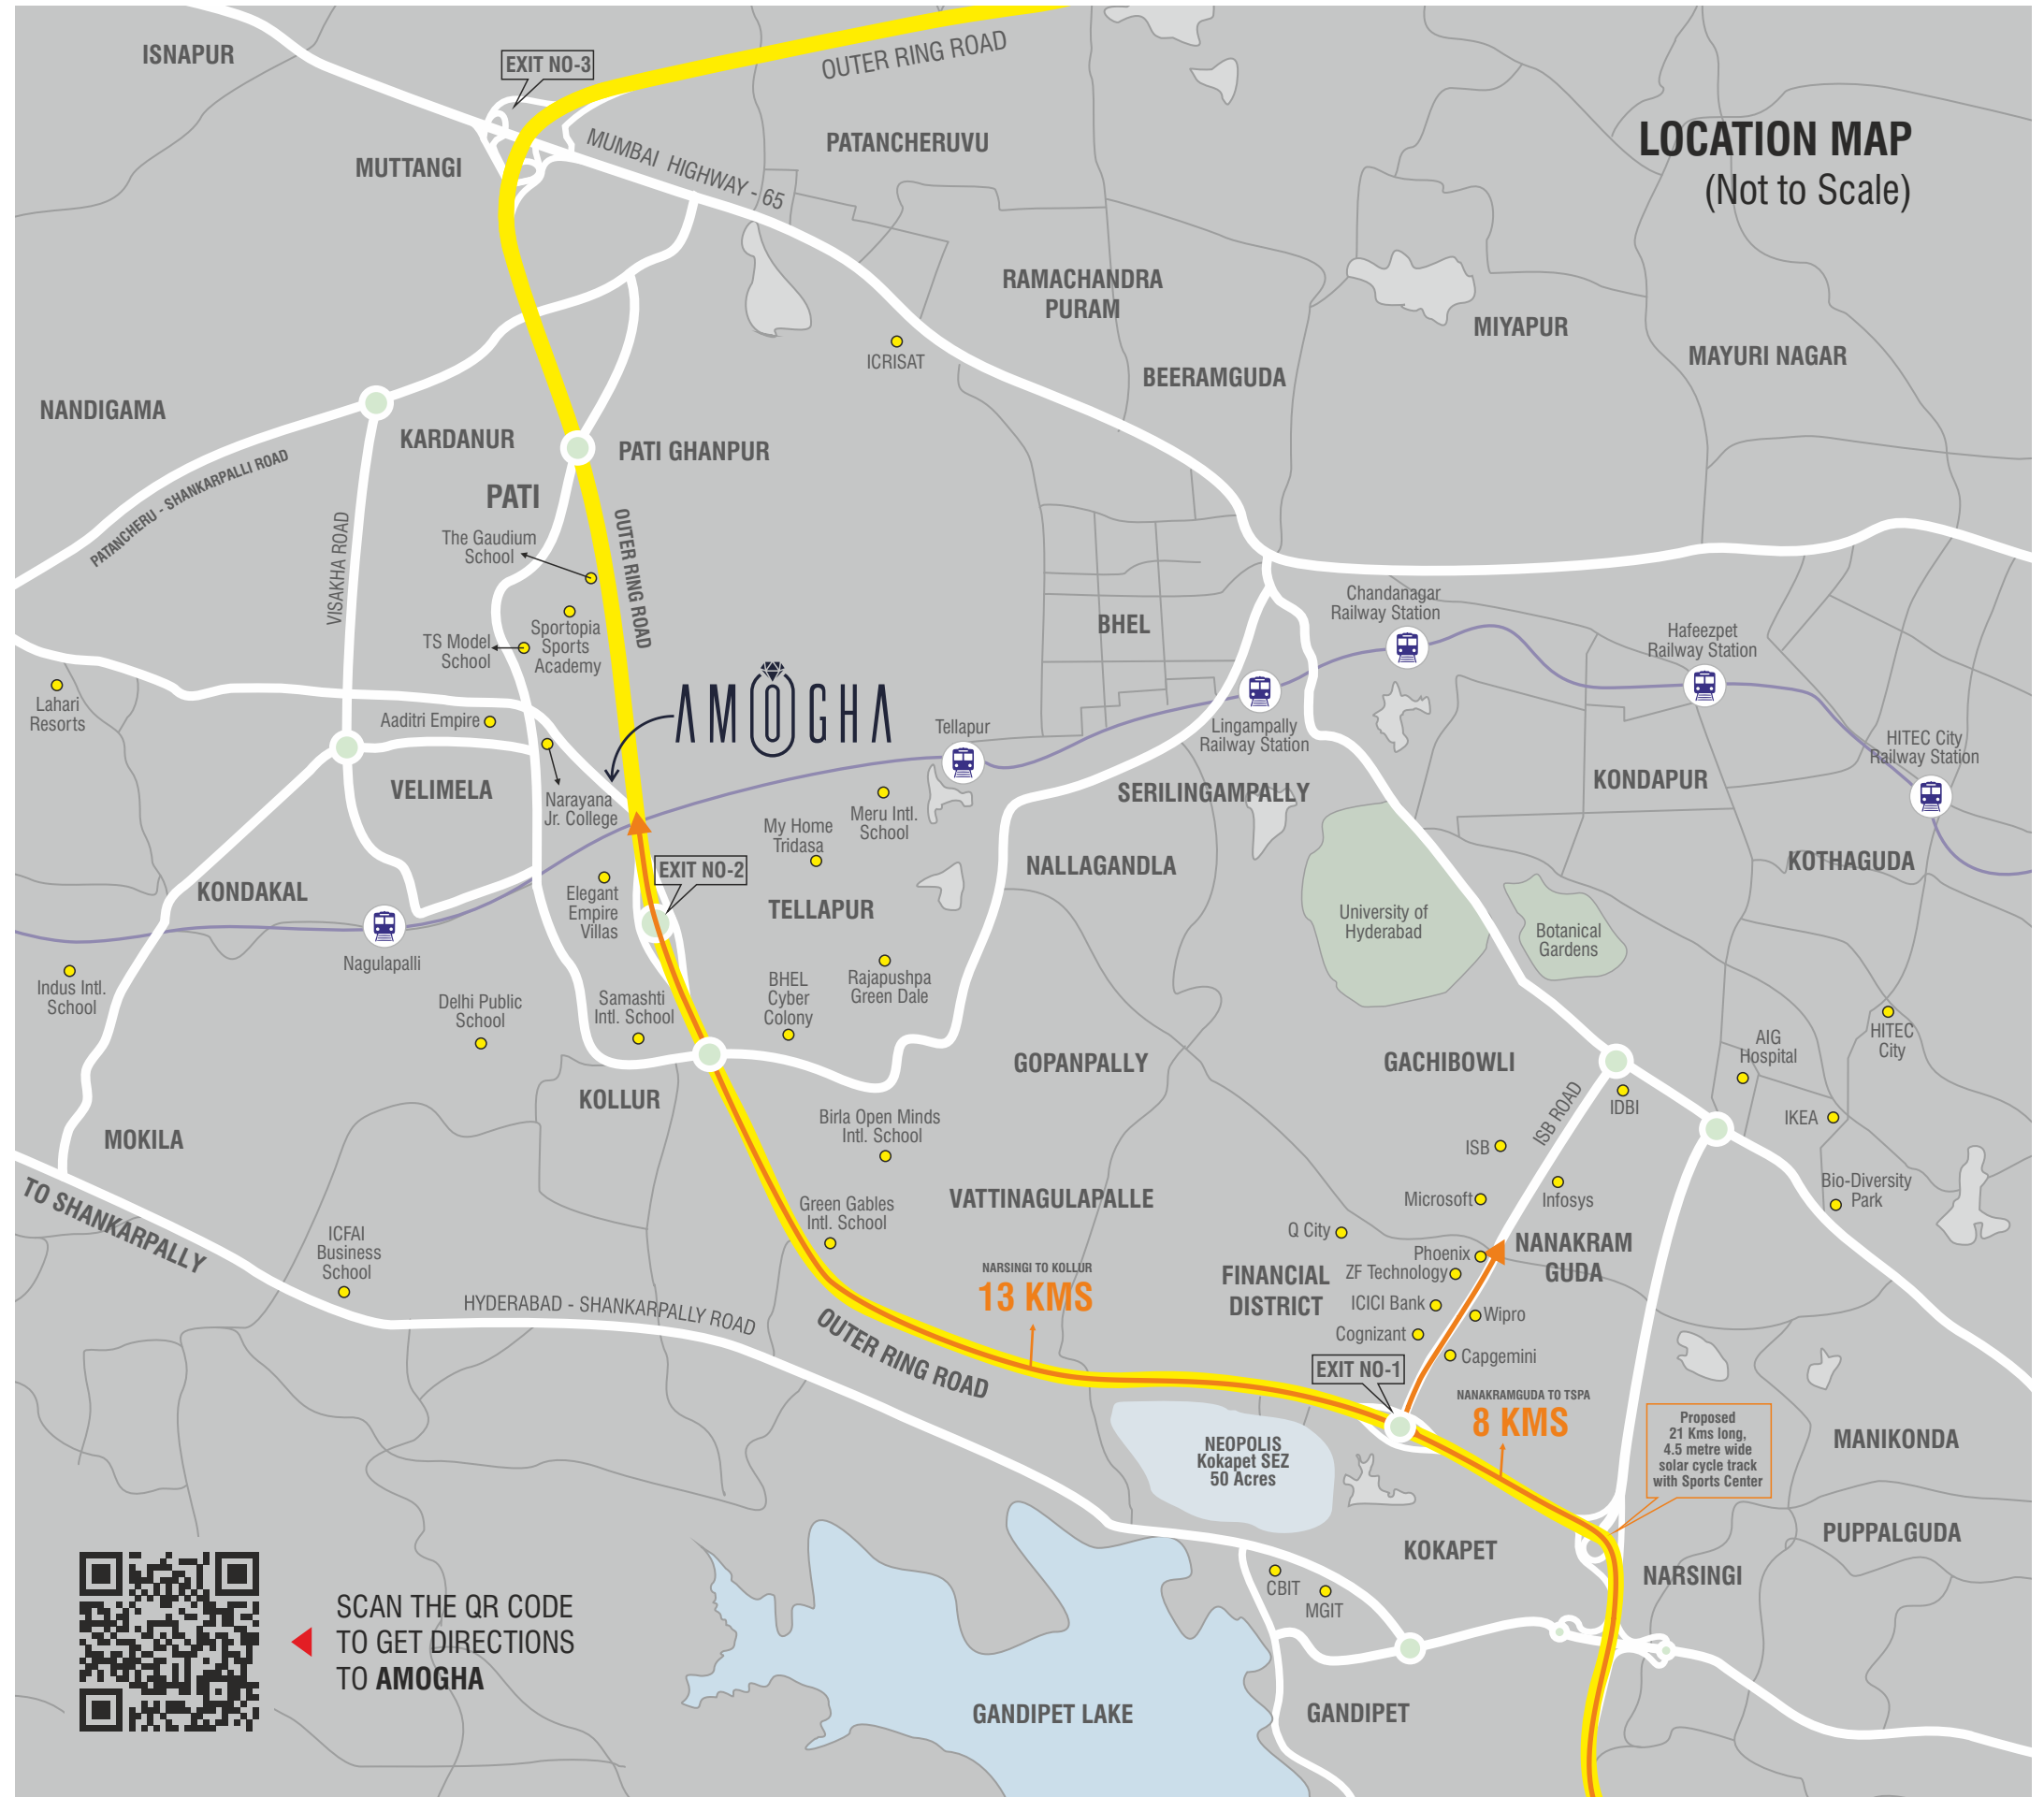 ISNAPUR
EXIT NO-3
OUTER RING ROAD
MUTTANGI
MUMBAI HIGHWAY - 65
PATANCHERUVU
LOCATION MAP
(Not to Scale)
RAMACHANDRA
PURAM
MIYAPUR
MAYURI NAGAR
ICRISAT
BEERAMGUDA
NANDIGAMA
KARDANUR
PATI GHANPUR
PATANCHERU - SHANKARPALLI ROAD
PATI
VISAKHA ROAD
The Gaudium
School
OUTER RING ROAD
Sportopia
Sports
Academy
TS Model
School
BHEL
Chandanagar
Railway Station
Hafeezpet
Railway Station
Lahari
Resorts
Aaditri Empire
AMOGHA
Tellapur
Lingampally
Railway Station
HITEC City
Railway Station
VELIMELA
Narayana
Jr. College
SERILINGAMPALLY
KONDAPUR
My Home
Tridasa
Meru Intl.
School
NALLAGANDLA
KOTHAGUDA
KONDAKAL
Elegant
Empire
Villas
EXIT NO-2
TELLAPUR
University of
Hyderabad
Botanical
Gardens
Nagulapalli
Indus Intl.
School
Delhi Public
School
Samashti
Intl. School
BHEL
Cyber
Colony
Rajapushpa
Green Dale
GOPANPALLY
GACHIBOWLI
AIG
Hospital
HITEC
City
KOLLUR
Birla Open Minds
Intl. School
ISB ROAD
IDBI
IKEA
MOKILA
ISB
TO SHANKARPALLY
Green Gables
Intl. School
VATTINAGULAPALLE
Microsoft
Infosys
Bio-Diversity
Park
ICFAI
Business
School
Q City
Phoenix
NANAKRAM
GUDA
NARSINGI TO KOLLUR
13 KMS
FINANCIAL
DISTRICT
ZF Technology
ICICI Bank
Wipro
HYDERABAD - SHANKARPALLY ROAD
OUTER RING ROAD
Cognizant
Capgemini
EXIT NO-1
NANAKRAMGUDA TO TSPA
8 KMS
Proposed
21 Kms long,
4.5 metre wide
solar cycle track
with Sports Center
NEOPOLIS
Kokapet SEZ
50 Acres
MANIKONDA
KOKAPET
PUPPALGUDA
CBIT
MGIT
NARSINGI
SCAN THE QR CODE
TO GET DIRECTIONS
TO AMOGHA
GANDIPET LAKE
GANDIPET